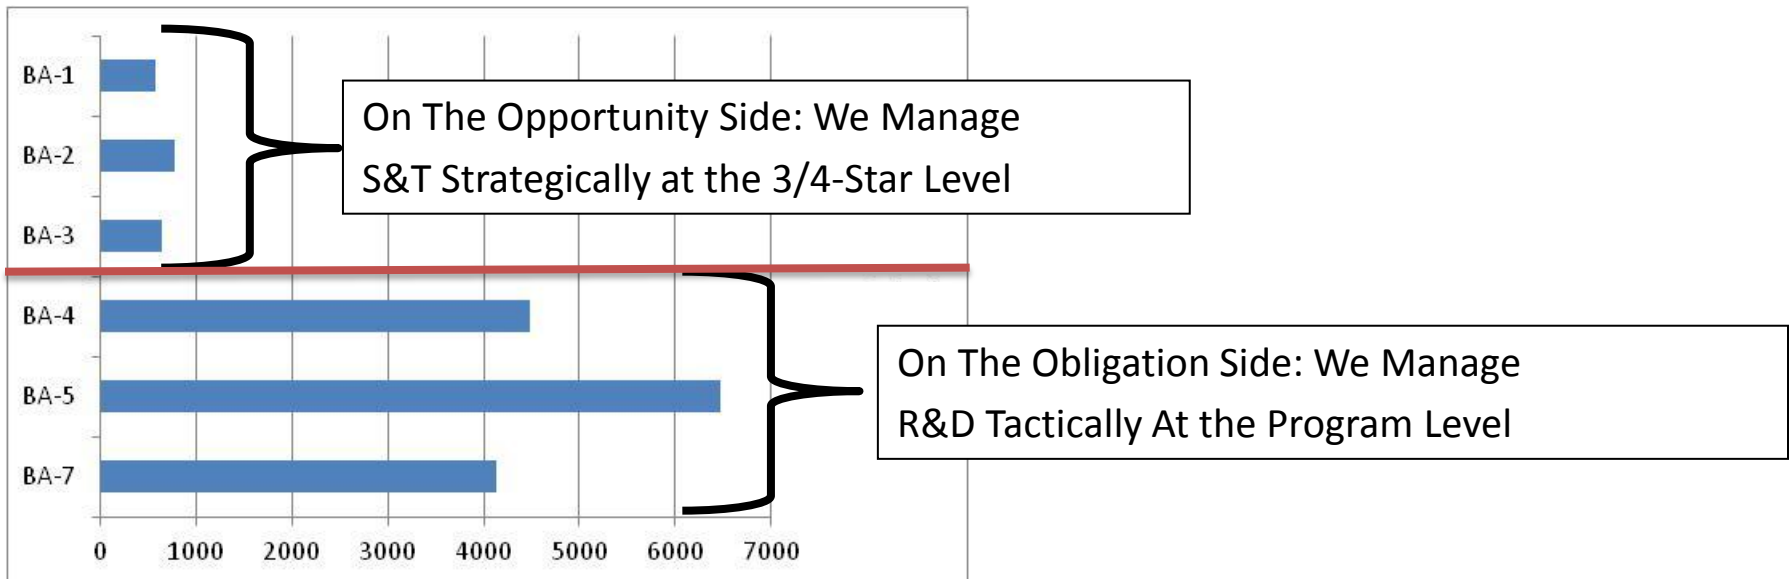 BA-1
On The Opportunity Side: We Manage
BA-2
S&T Strategically at the 3/4-Star Level
BA-3
BA-4
On The Obligation Side: We Manage
BA-5
R&D Tactically At the Program Level
BA-7
0 1000 2000 3000 4000 5000 6000 7000